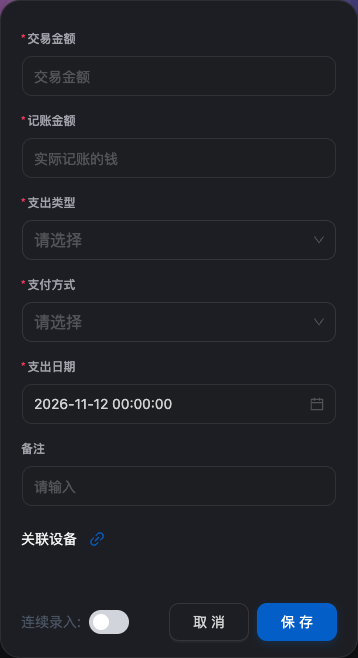 *交易金额
交易金额
*记账金额
实际记账的钱
*支出类型
请选择
*支付方式
请选择
*支出日期
2026-11-12 00:00:00
备注
请输入
关联设备
连续录入:
取 消
保 存